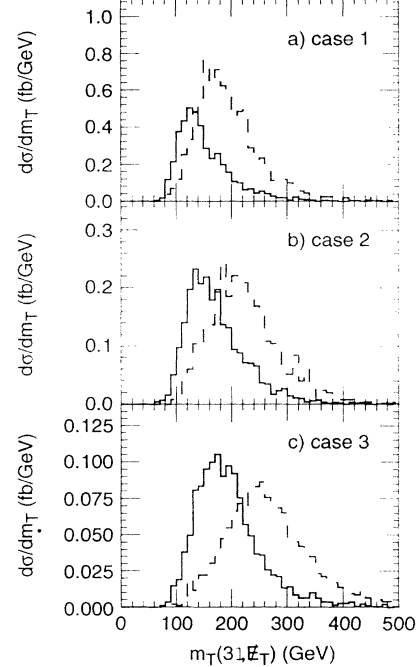 1.0
a) case 1
0.8
0.6
0.4
0.2
0.0
dσ/dm_T (fb/GeV)
0.3
b) case 2
0.2
0.1
0.0
dσ/dm_T (fb/GeV)
0.125
c) case 3
0.100
0.075
0.050
0.025
0.000
dσ/dm_T (fb/GeV)
0 100 200 300 400 500
m_T(3l,E̸_T) (GeV)